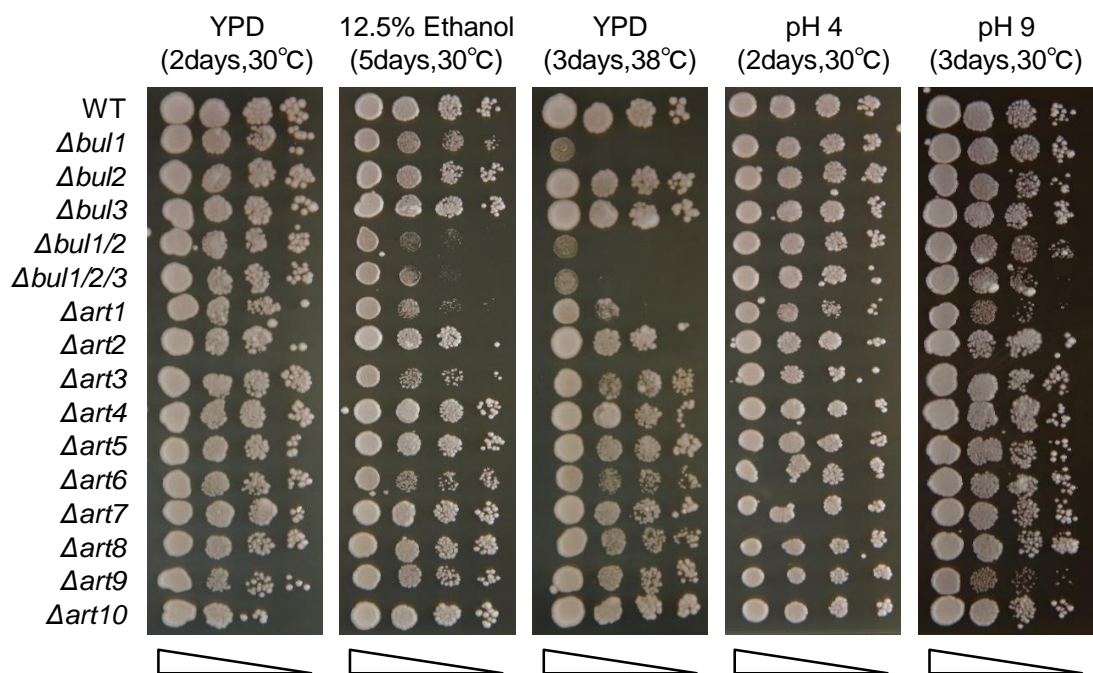 YPD 12.5% Ethanol YPD pH 4 pH 9
(2days,30°C) (5days,30°C) (3days,38°C) (2days,30°C) (3days,30°C)
WT
Δbul1
Δbul2
Δbul3
Δbul1/2
Δbul1/2/3
Δart1
Δart2
Δart3
Δart4
Δart5
Δart6
Δart7
Δart8
Δart9
Δart10